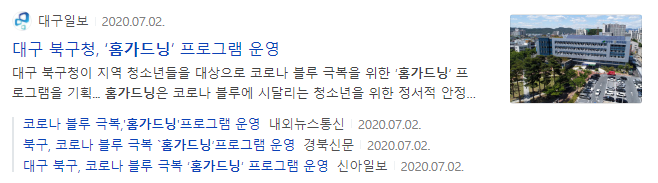 대구일보 2020.07.02.
대구 북구청, '홈가드닝' 프로그램 운영
대구 북구청이 지역 청소년들을 대상으로 코로나 블루 극복을 위한 '홈가드닝' 프
로그램을 기획... 홈가드닝은 코로나 블루에 시달리는 청소년을 위한 정서적 안정...
코로나 블루 극복,'홈가드닝'프로그램 운영 내외뉴스통신 2020.07.02.
북구, 코로나 블루 극복 `홈가드닝'프로그램 운영 경북신문 2020.07.02.
대구 북구, 코로나 블루 극복 '홈가드닝' 프로그램 운영 신아일보 2020.07.02.